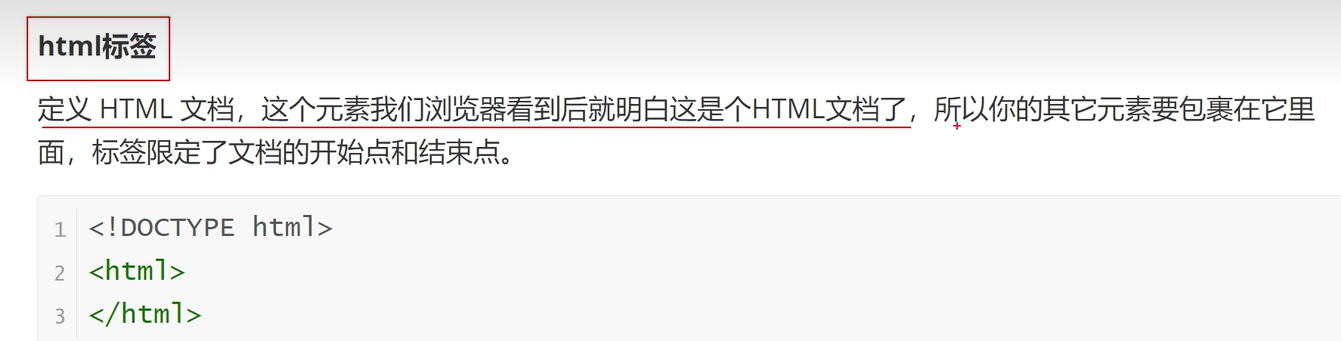 html标签
定义 HTML 文档，这个元素我们浏览器看到后就明白这是个HTML文档了，所以你的其它元素要包裹在它里
面，标签限定了文档的开始点和结束点。
1 <!DOCTYPE html>
2 <html>
3 </html>